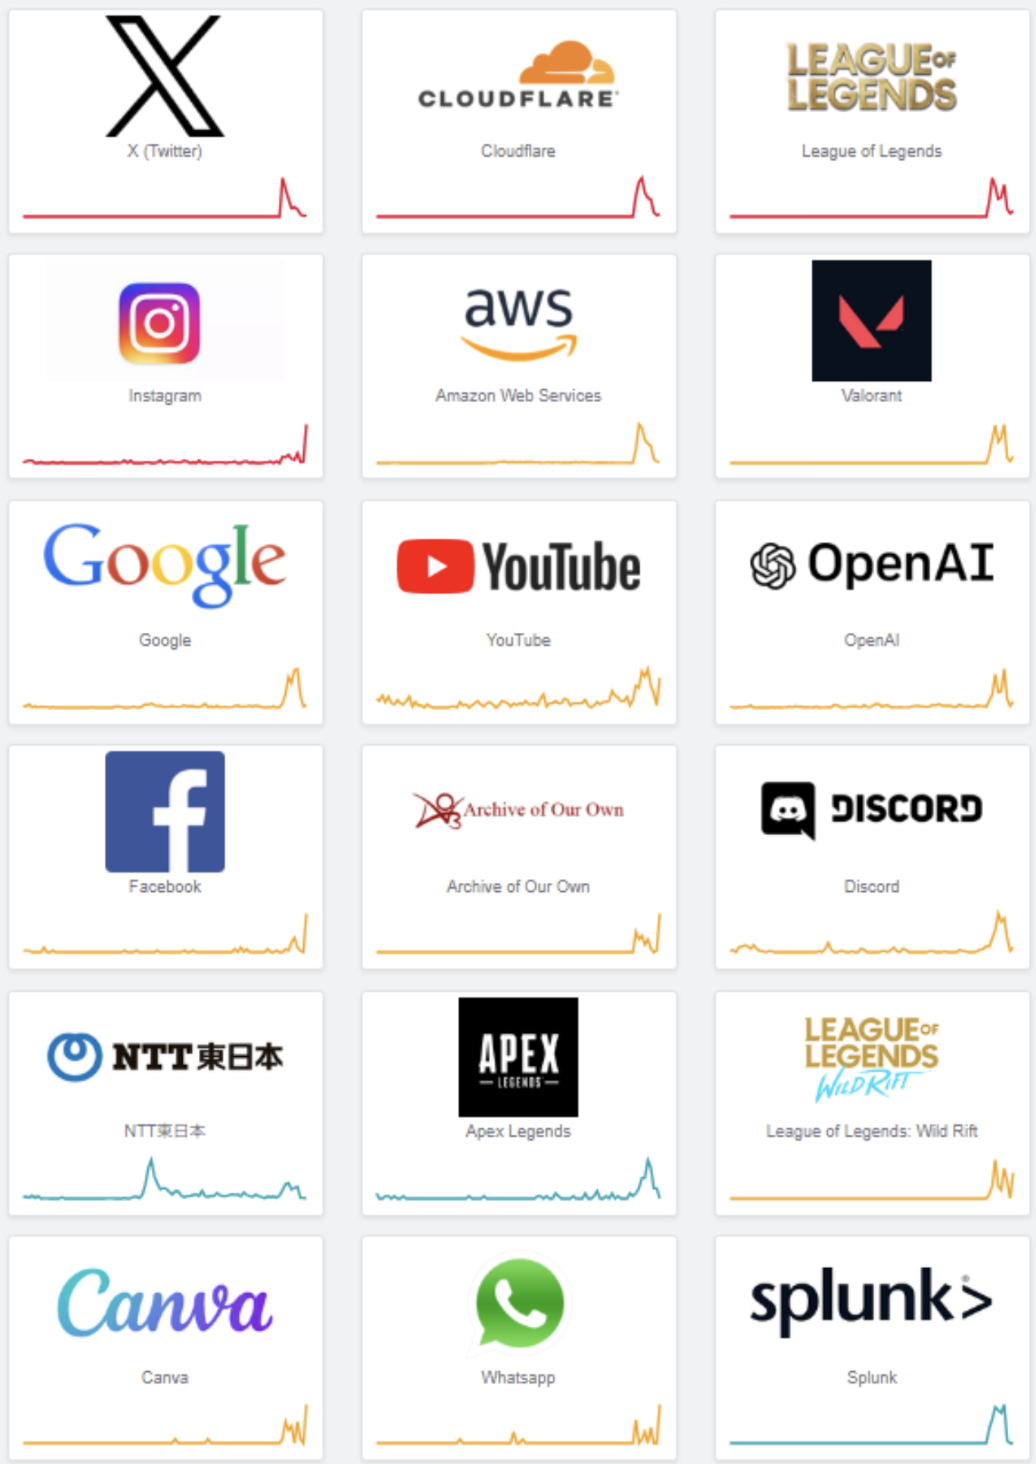 X
X (Twitter)
CLOUDFLARE
Cloudflare
LEAGUE OF
LEGENDS
League of Legends
Instagram
aws
Amazon Web Services
Valorant
Google
Google
YouTube
YouTube
OpenAI
OpenAI
f
Facebook
Archive of Our Own
Archive of Our Own
DISCORD
Discord
NTT東日本
NTT東日本
APEX
LEGENDS
Apex Legends
LEAGUE OF
LEGENDS
WILD RIFT
League of Legends: Wild Rift
Canva
Canva
Whatsapp
splunk>
Splunk